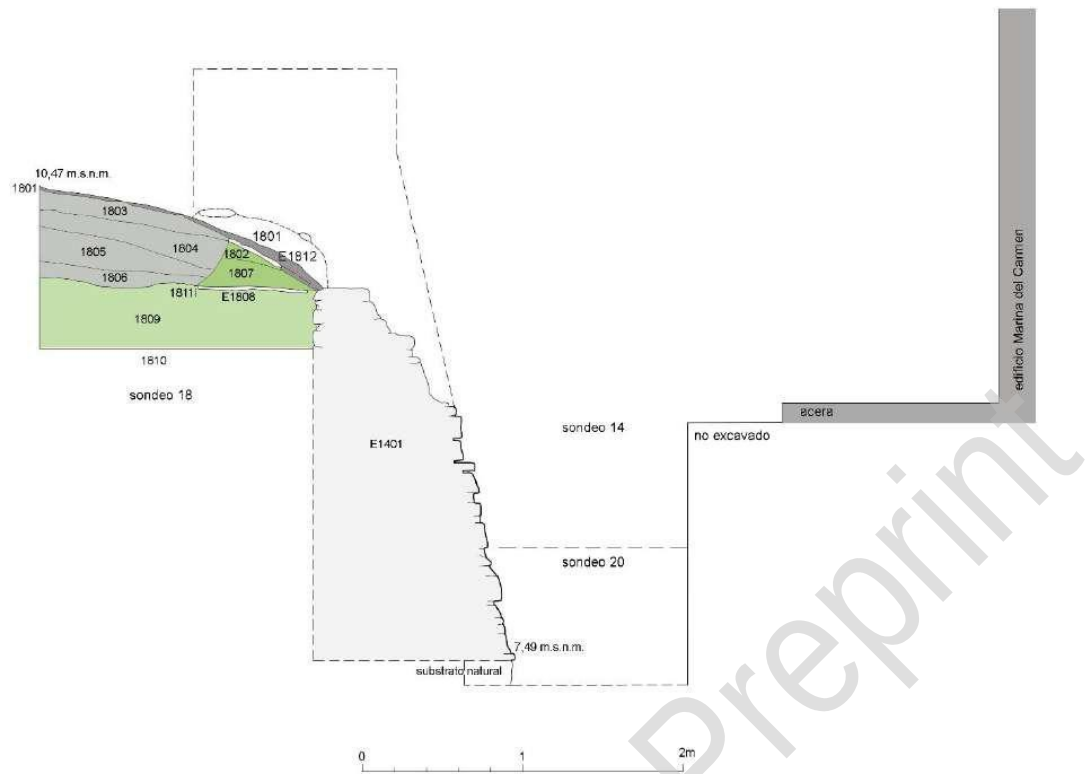 10,47 m.s.n.m.
1801
1803
1801
1804
1802
E1812
1805
1807
1806
1811
E1808
1809
1810
sondeo 18
E1401
sondeo 14
sondeo 20
7,49 m.s.n.m.
substrato natural
no excavado
acera
edificio Marina del Carmen
0 1 2m
Preprint